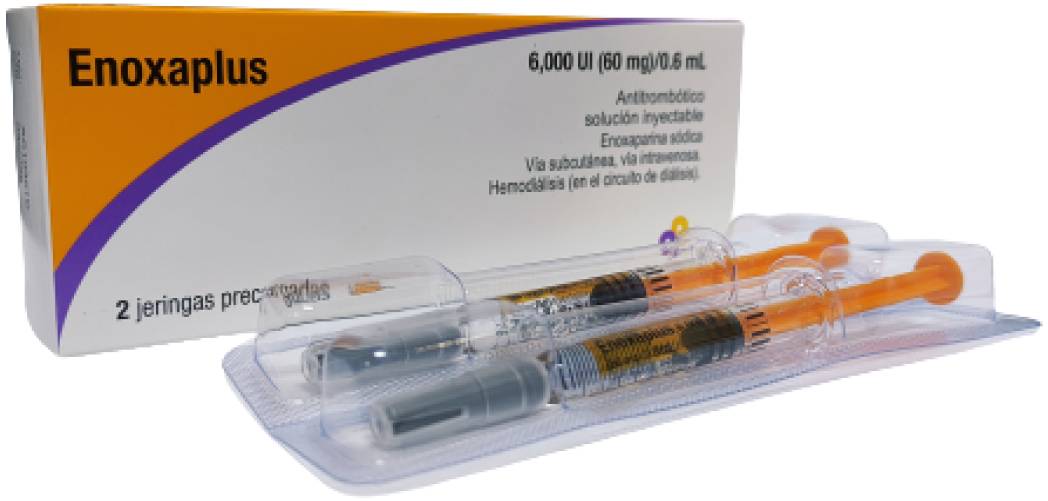 Enoxaplus
6,000 UI (60 mg)/0.6 mL
Antitrombótico
solución inyectable
Enoxaparina sódica
Vía subcutánea, vía intravenosa.
Hemodiálisis (en el circuito de diálisis).
2 jeringas precargadas
Enoxaplus